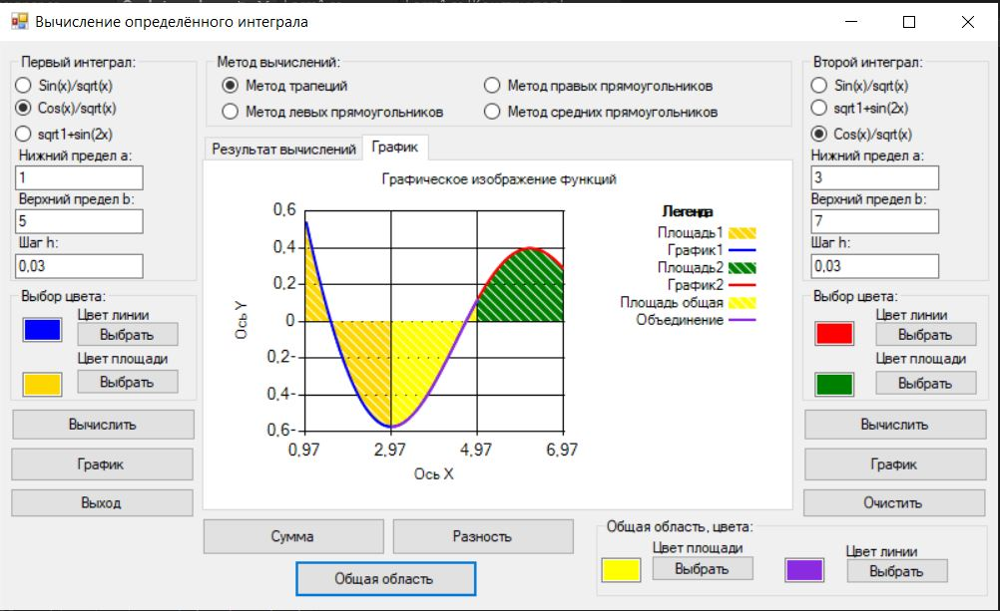 Вычисление определённого интеграла
Первый интеграл:
Sin(x)/sqrt(x)
Cos(x)/sqrt(x)
sqrt1+sin(2x)
Нижний предел a:
1
Верхний предел b:
5
Шаг h:
0,03
Выбор цвета:
Цвет линии
Выбрать
Цвет площади
Выбрать
Вычислить
График
Выход
Метод вычислений:
Метод трапеций
Метод правых прямоугольников
Метод левых прямоугольников
Метод средних прямоугольников
Результат вычислений
График
Графическое изображение функций
Ось Y
0,6
0,4
0,2
0
0,2-
0,4-
0,6-
0,97 2,97 4,97 6,97
Ось X
Легенда
Площадь1
График1
Площадь2
График2
Площадь общая
Объединение
Сумма
Разность
Общая область
Второй интеграл:
Sin(x)/sqrt(x)
sqrt1+sin(2x)
Cos(x)/sqrt(x)
Нижний предел a:
3
Верхний предел b:
7
Шаг h:
0,03
Выбор цвета:
Цвет линии
Выбрать
Цвет площади
Выбрать
Вычислить
График
Очистить
Общая область, цвета:
Цвет площади
Выбрать
Цвет линии
Выбрать